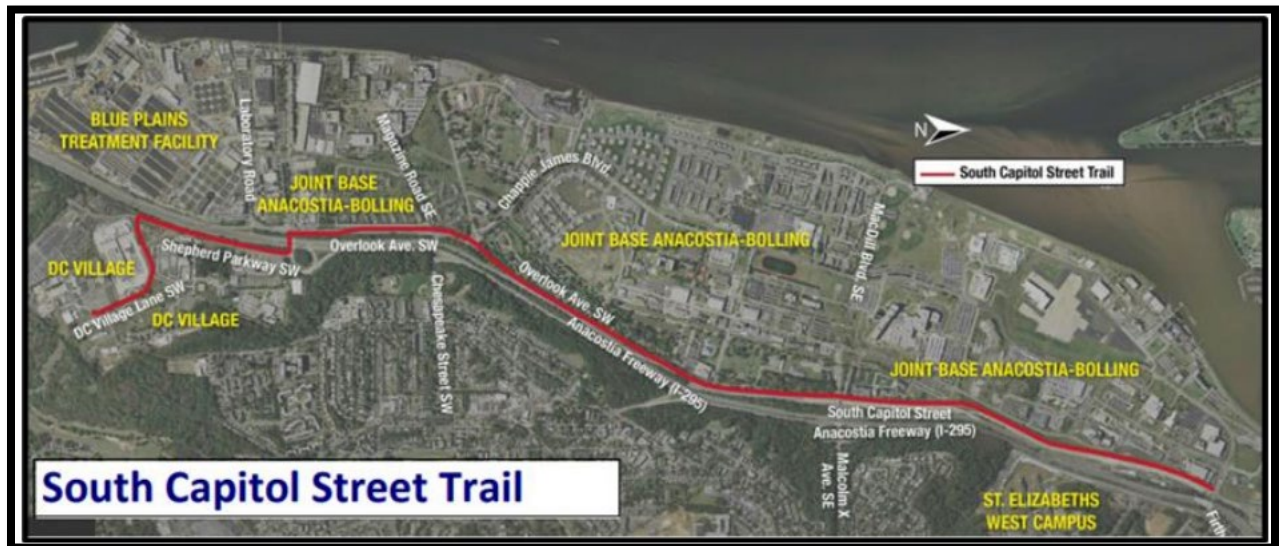 BLUE PLAINS
TREATMENT FACILITY
Laboratory Road
Magazine Road SE
JOINT BASE
ANACOSTIA-BOLLING
Chappie James Blvd.
N
South Capitol Street Trail
DC VILLAGE
Shepherd Parkway SW
Overlook Ave. SW
JOINT BASE ANACOSTIA-BOLLING
MacDill Blvd. SE
DC Village Lane SW
DC VILLAGE
Chesapeake Street SW
Overlook Ave. SW
Anacostia Freeway (I-295)
JOINT BASE ANACOSTIA-BOLLING
South Capitol Street
Anacostia Freeway (I-295)
Malcolm X
Ave. SE
ST. ELIZABETHS
WEST CAMPUS
Firth
South Capitol Street Trail